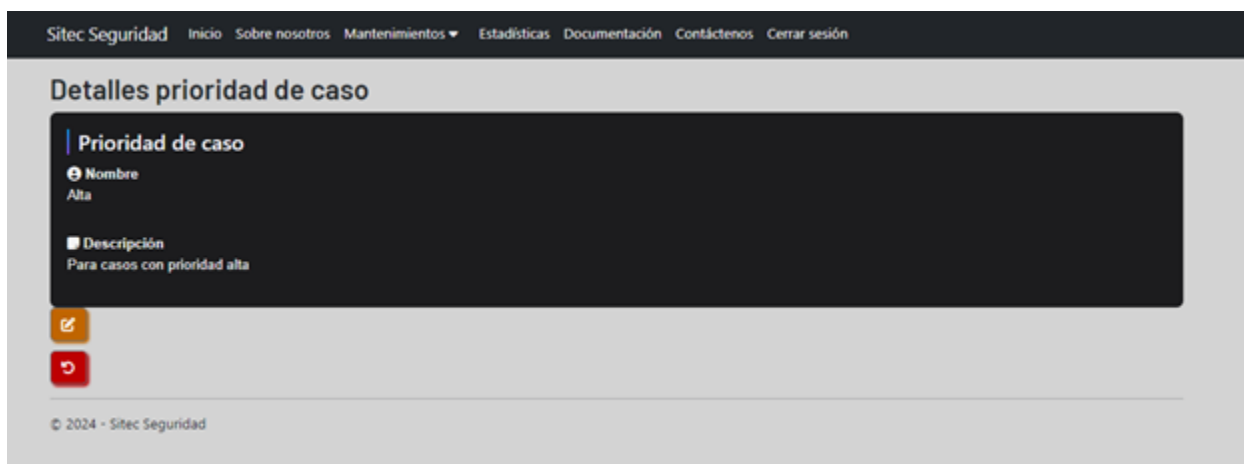 Sitec Seguridad Inicio Sobre nosotros Mantenimientos Estadísticas Documentación Contáctenos Cerrar sesión
Detalles prioridad de caso
Prioridad de caso
Nombre
Alta
Descripción
Para casos con prioridad alta
© 2024 - Sitec Seguridad